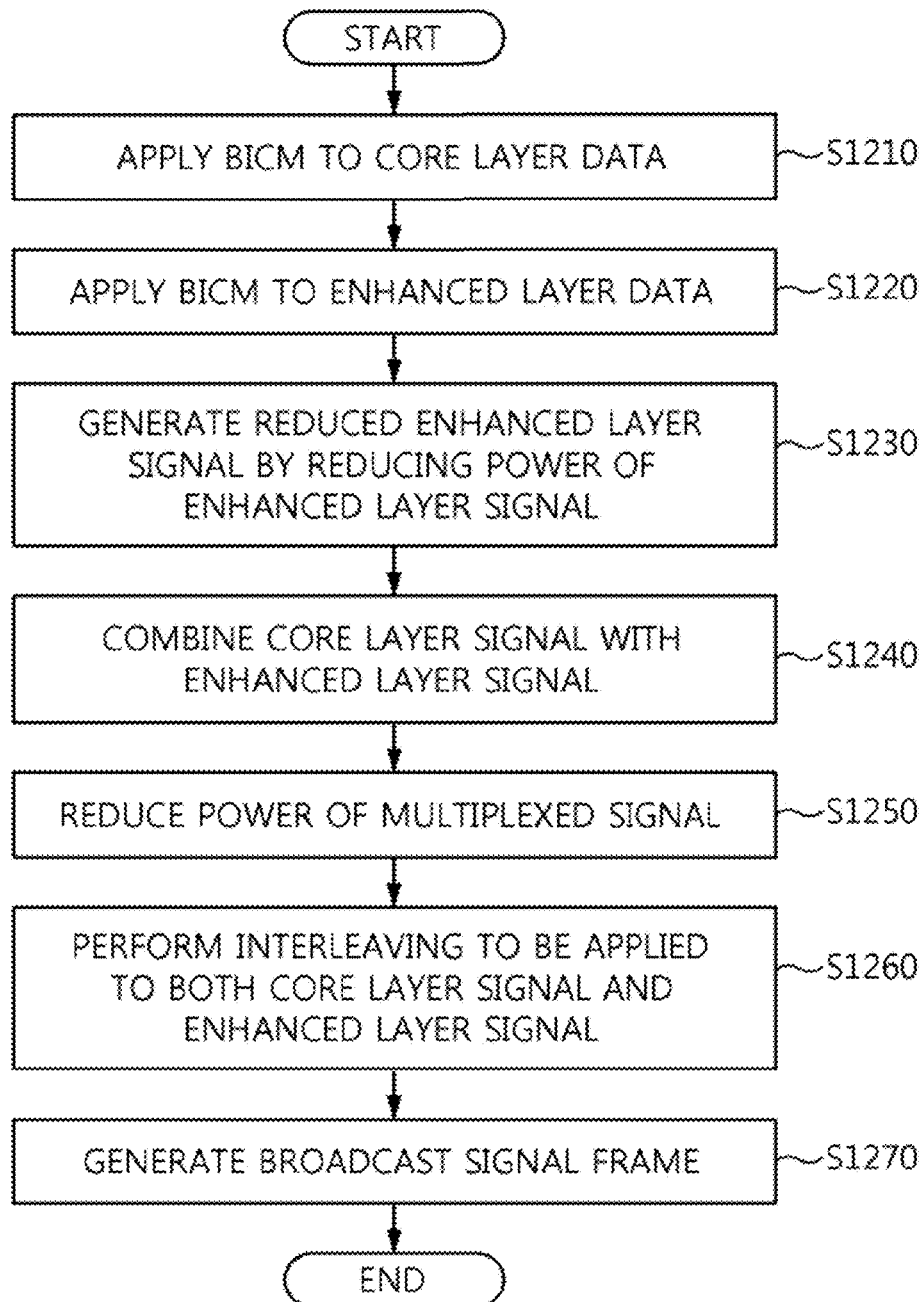 START
APPLY BICM TO CORE LAYER DATA
S1210
APPLY BICM TO ENHANCED LAYER DATA
S1220
GENERATE REDUCED ENHANCED LAYER
SIGNAL BY REDUCING POWER OF
ENHANCED LAYER SIGNAL
S1230
COMBINE CORE LAYER SIGNAL WITH
ENHANCED LAYER SIGNAL
S1240
REDUCE POWER OF MULTIPLEXED SIGNAL
S1250
PERFORM INTERLEAVING TO BE APPLIED
TO BOTH CORE LAYER SIGNAL AND
ENHANCED LAYER SIGNAL
S1260
GENERATE BROADCAST SIGNAL FRAME
S1270
END